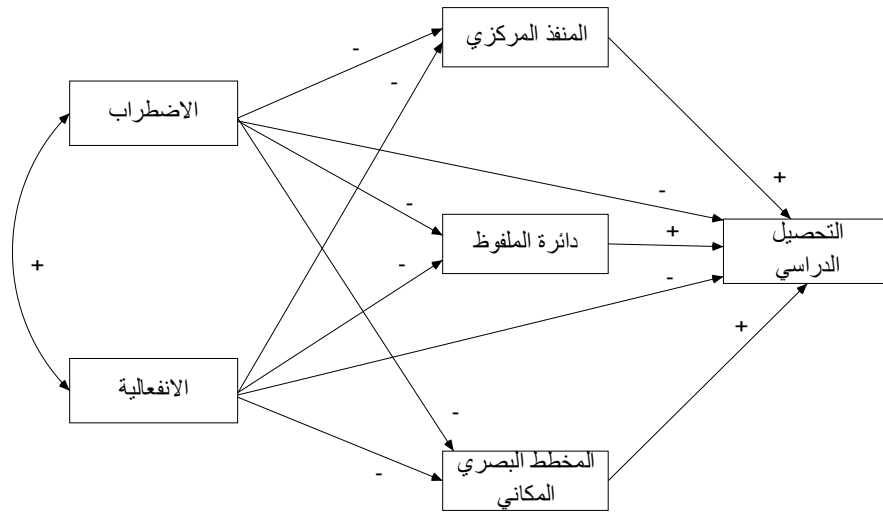 المنفذ المركزي
-
-
الاضطراب
-
+
-
دائرة الملفوظ
+
التحصيل
الدراسي
-
-
+
+
الانفعالية
-
-
المخطط البصري
المكاني